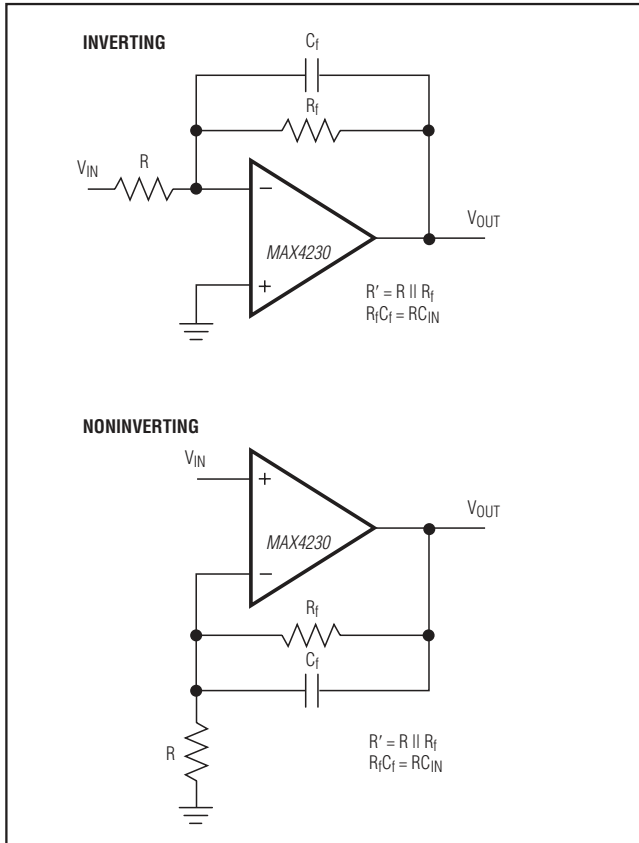 INVERTING
Cf
Rf
VIN
R
−
MAX4230
+
VOUT
R′ = R || Rf
RfCf = RCIN
NONINVERTING
VIN
+
MAX4230
−
VOUT
Rf
Cf
R
R′ = R || Rf
RfCf = RCIN